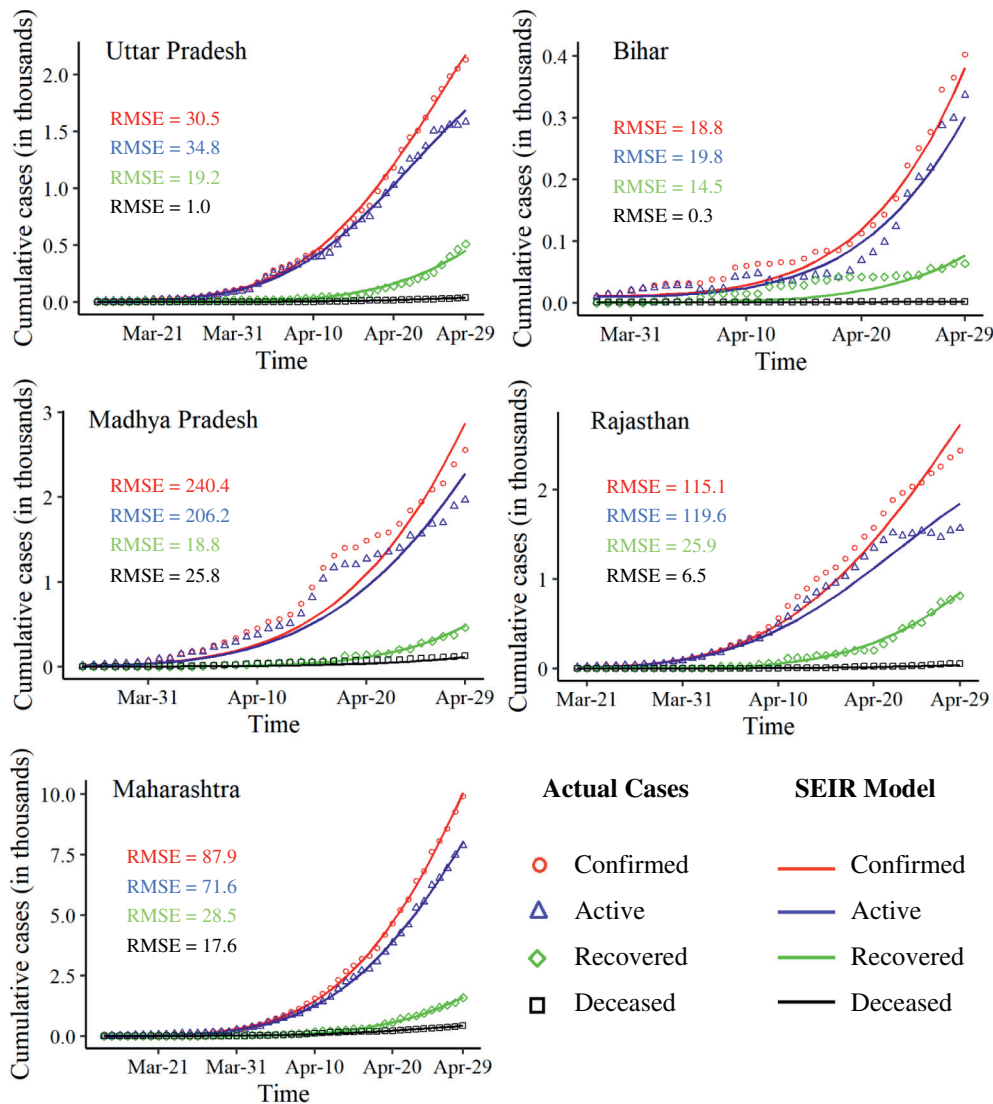 Uttar Pradesh
RMSE = 30.5
RMSE = 34.8
RMSE = 19.2
RMSE = 1.0
Cumulative cases (in thousands)
2.0
1.5
1.0
0.5
0.0
Mar-21 Mar-31 Apr-10 Apr-20 Apr-29
Time
Bihar
RMSE = 18.8
RMSE = 19.8
RMSE = 14.5
RMSE = 0.3
Cumulative cases (in thousands)
0.4
0.3
0.2
0.1
0.0
Mar-31 Apr-10 Apr-20 Apr-29
Time
Madhya Pradesh
RMSE = 240.4
RMSE = 206.2
RMSE = 18.8
RMSE = 25.8
Cumulative cases (in thousands)
3
2
1
0
Mar-31 Apr-10 Apr-20 Apr-29
Time
Rajasthan
RMSE = 115.1
RMSE = 119.6
RMSE = 25.9
RMSE = 6.5
Cumulative cases (in thousands)
2
1
0
Mar-21 Mar-31 Apr-10 Apr-20 Apr-29
Time
Maharashtra
RMSE = 87.9
RMSE = 71.6
RMSE = 28.5
RMSE = 17.6
Cumulative cases (in thousands)
10.0
7.5
5.0
2.5
0.0
Mar-21 Mar-31 Apr-10 Apr-20 Apr-29
Time
Actual Cases SEIR Model
Confirmed Confirmed
Active Active
Recovered Recovered
Deceased Deceased